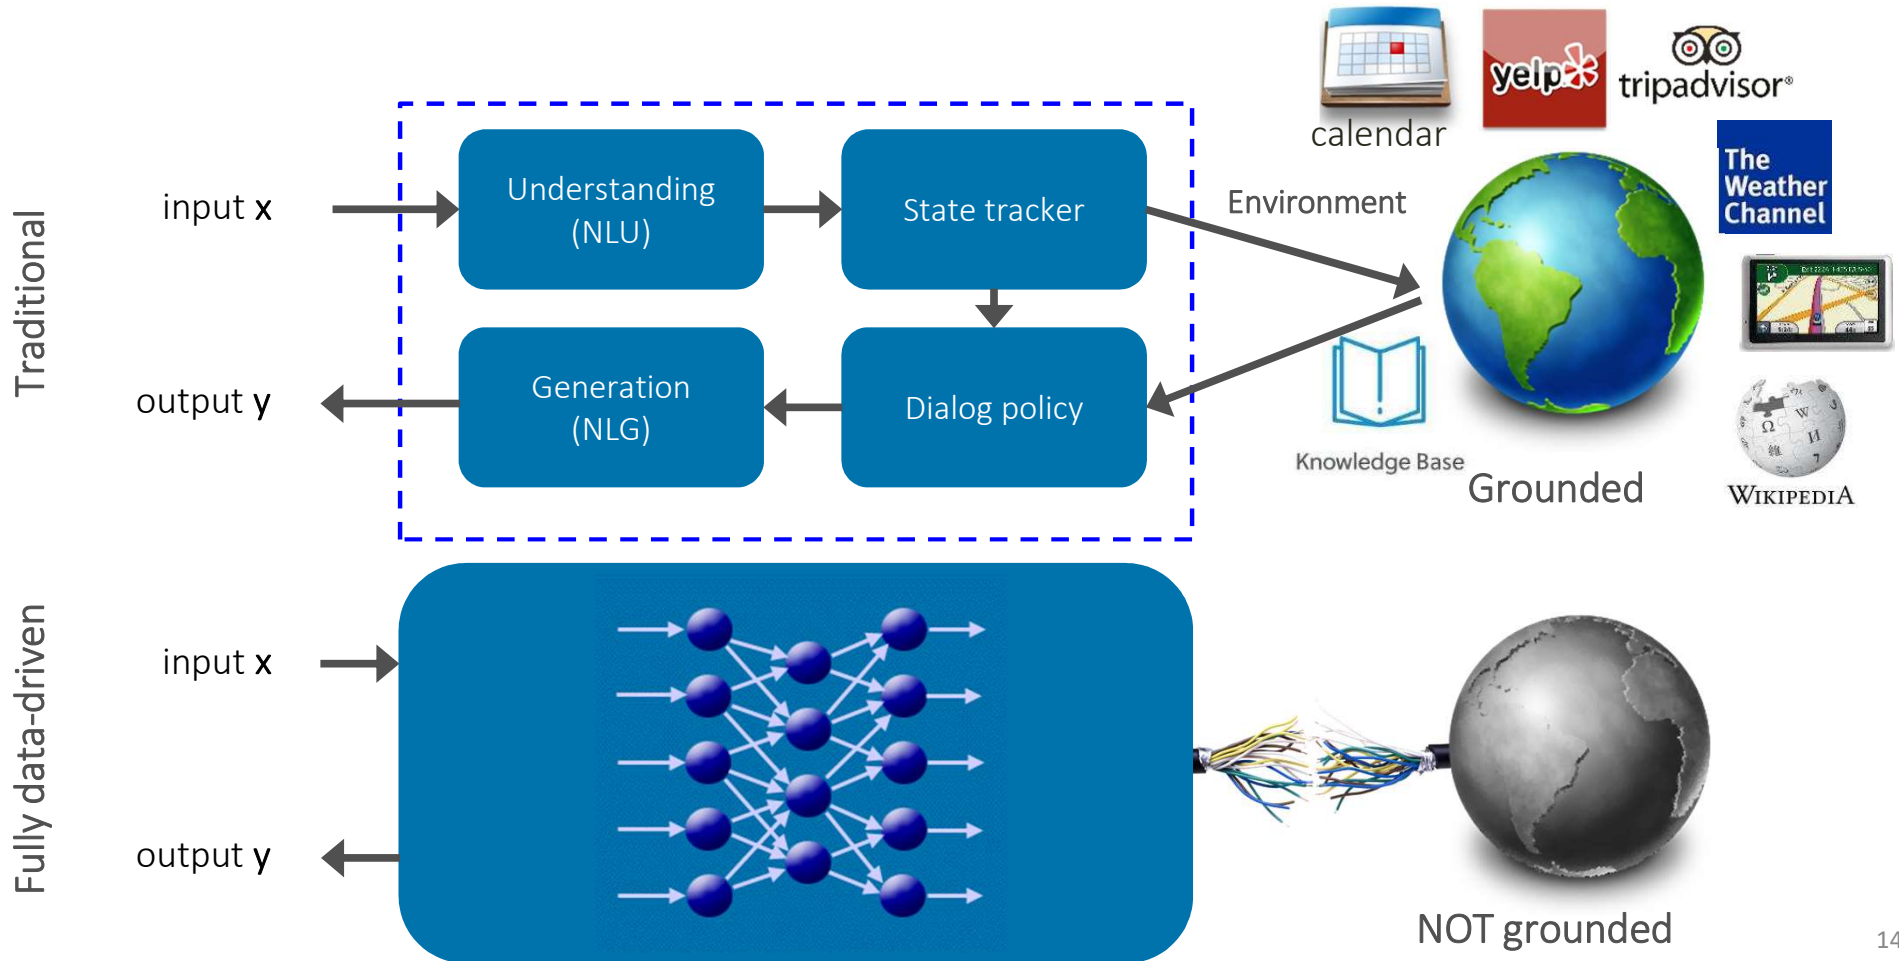 Traditional
input x
Understanding
(NLU)
State tracker
Environment
calendar
yelp
tripadvisor®
The
Weather
Channel
output y
Generation
(NLG)
Dialog policy
Knowledge Base
Grounded
WIKIPEDIA
Fully data-driven
input x
output y
NOT grounded
14